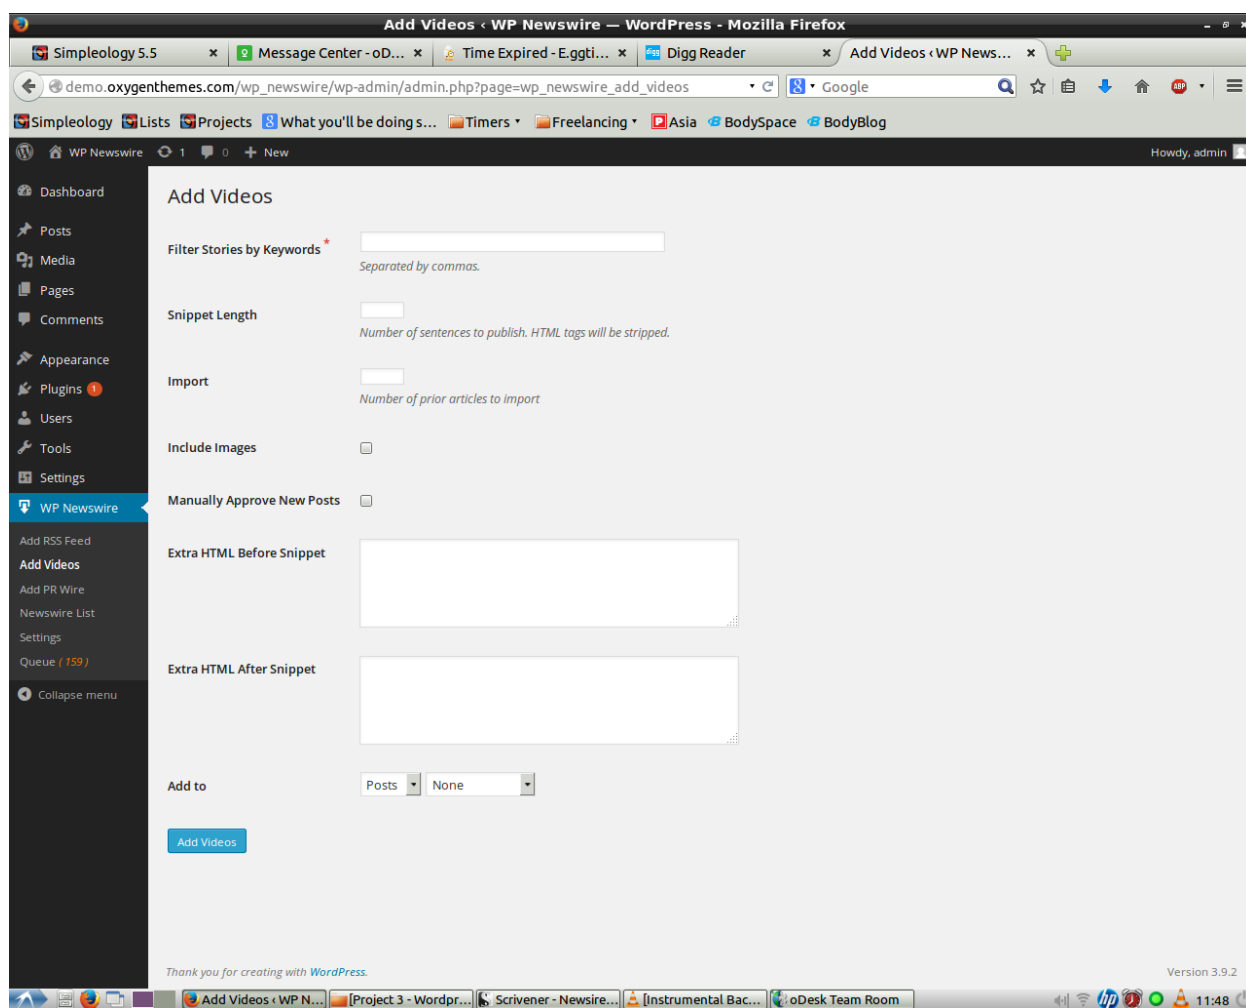 Add Videos ‹ WP Newswire — WordPress - Mozilla Firefox
Simpleology 5.5
Message Center - oD...
Time Expired - E.ggti...
Digg Reader
Add Videos ‹ WP News...
demo.oxygenthemes.com/wp_newswire/wp-admin/admin.php?page=wp_newswire_add_videos
Google
Simpleology Lists Projects What you'll be doing s... Timers Freelancing Asia BodySpace BodyBlog
WP Newswire 1 0 + New
Howdy, admin
Dashboard
Posts
Media
Pages
Comments
Appearance
Plugins 1
Users
Tools
Settings
WP Newswire
Add RSS Feed
Add Videos
Add PR Wire
Newswire List
Settings
Queue (159)
Collapse menu
Add Videos
Filter Stories by Keywords *
Separated by commas.
Snippet Length
Number of sentences to publish. HTML tags will be stripped.
Import
Number of prior articles to import
Include Images
Manually Approve New Posts
Extra HTML Before Snippet
Extra HTML After Snippet
Add to
Posts
None
Add Videos
Thank you for creating with WordPress.
Version 3.9.2
Add Videos ‹ WP N...
[Project 3 - Wordpr...
Scrivener - Newsire...
[Instrumental Bac...
oDesk Team Room
11:48